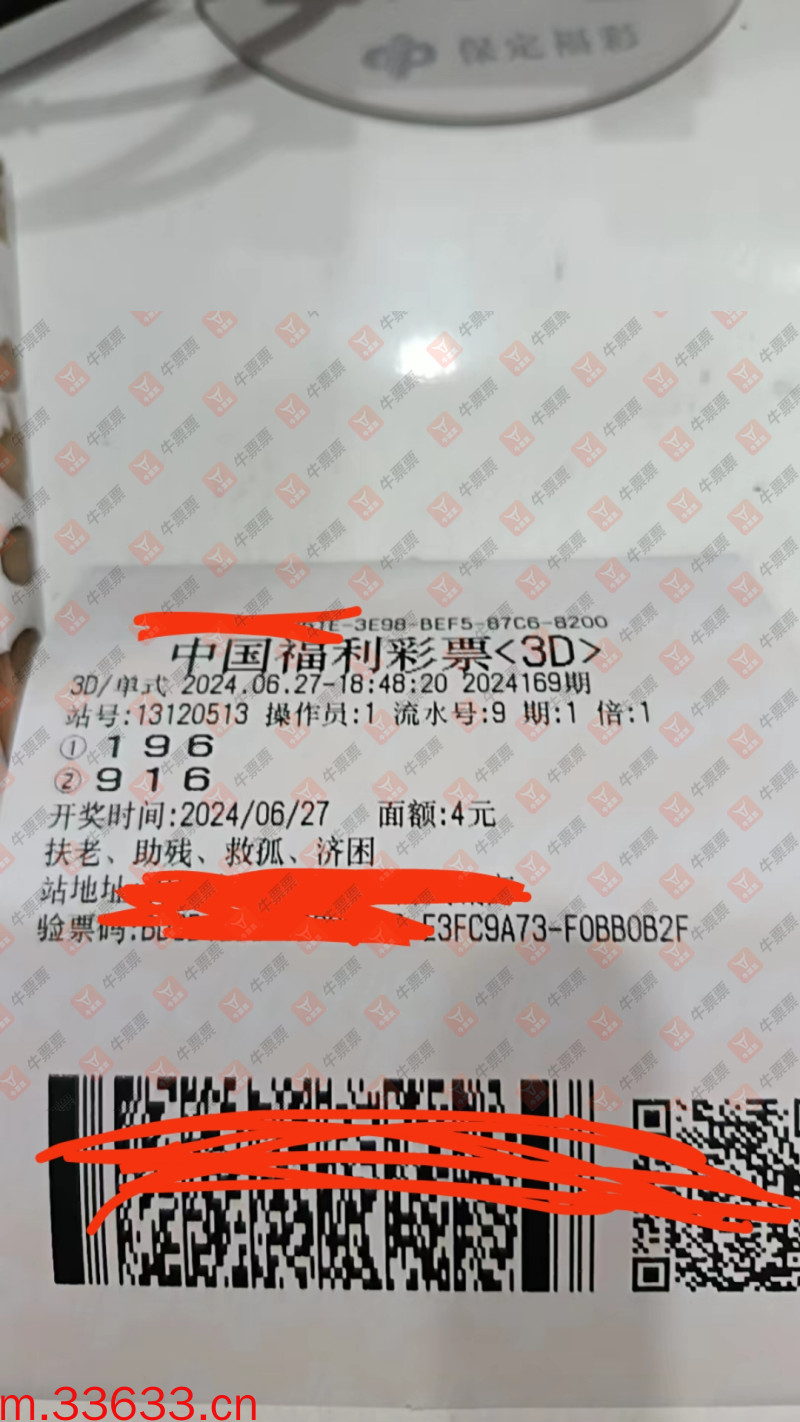 保定福彩
牛票票
3E98-BEF5-87C6-8200
中国福利彩票<3D>
3D/单式 2024.06.27-18:48:20 2024169期
站号:13120513 操作员:1 流水号:9 期:1 倍:1
① 1 9 6
② 9 1 6
开奖时间:2024/06/27 面额:4元
扶老、助残、救孤、济困
站地址
验票码: E3FC9A73-F0BB0B2F
m.33633.cn